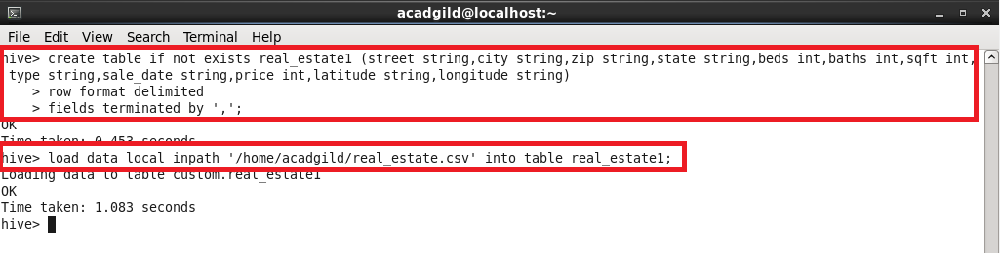 acadgild@localhost:~
File Edit View Search Terminal Help
hive> create table if not exists real_estate1 (street string,city string,zip string,state string,beds int,baths int,sqft int,
type string,sale_date string,price int,latitude string,longitude string)
> row format delimited
> fields terminated by ',';
OK
Time taken: 0.453 seconds
hive> load data local inpath '/home/acadgild/real_estate.csv' into table real_estate1;
Loading data to table custom.real_estate1
OK
Time taken: 1.083 seconds
hive>